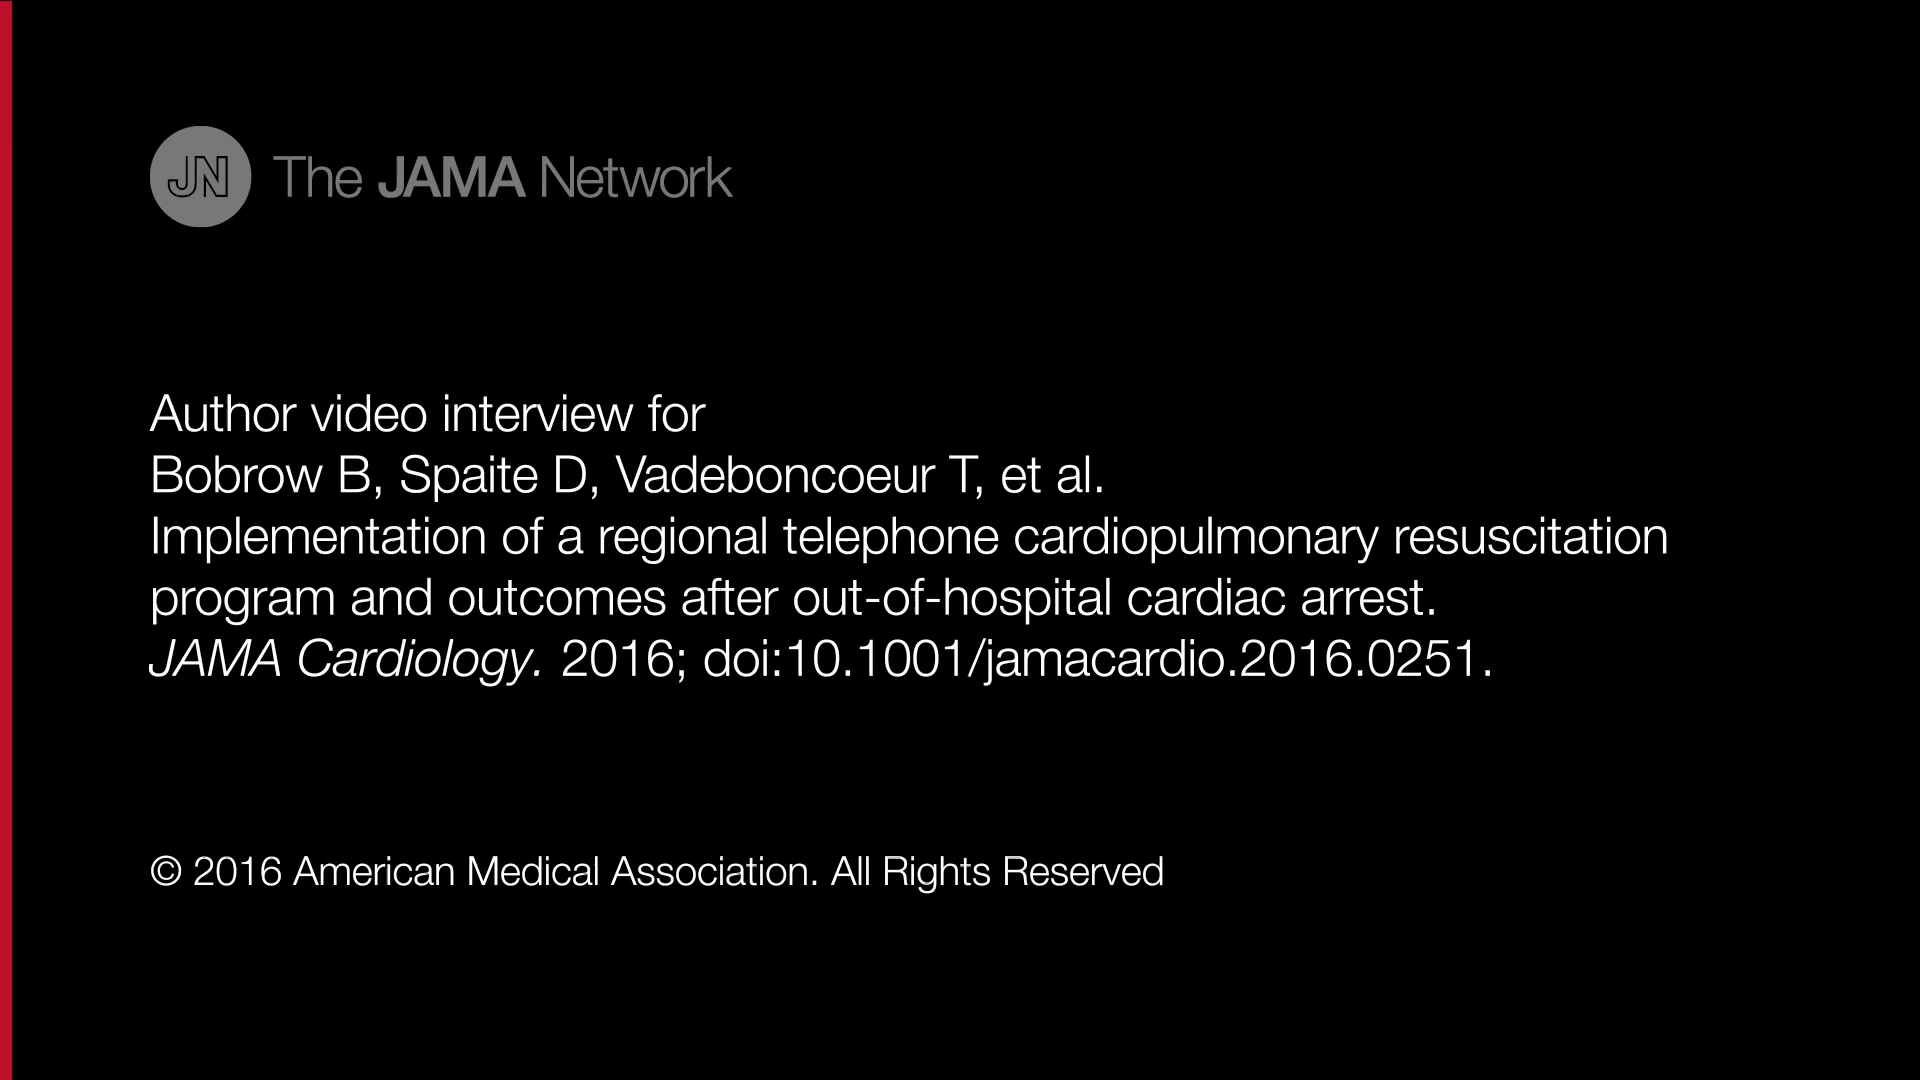 JN The JAMA Network
Author video interview for
Bobrow B, Spaite D, Vadeboncoeur T, et al.
Implementation of a regional telephone cardiopulmonary resuscitation
program and outcomes after out-of-hospital cardiac arrest.
JAMA Cardiology. 2016; doi:10.1001/jamacardio.2016.0251.
© 2016 American Medical Association. All Rights Reserved